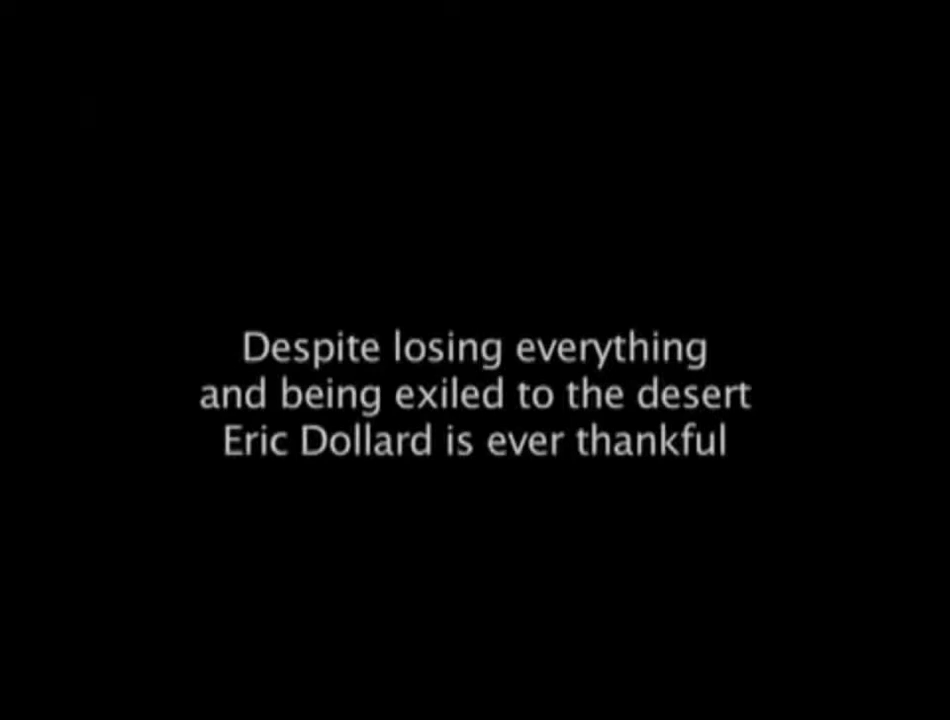 Despite losing everything
and being exiled to the desert
Eric Dollard is ever thankful